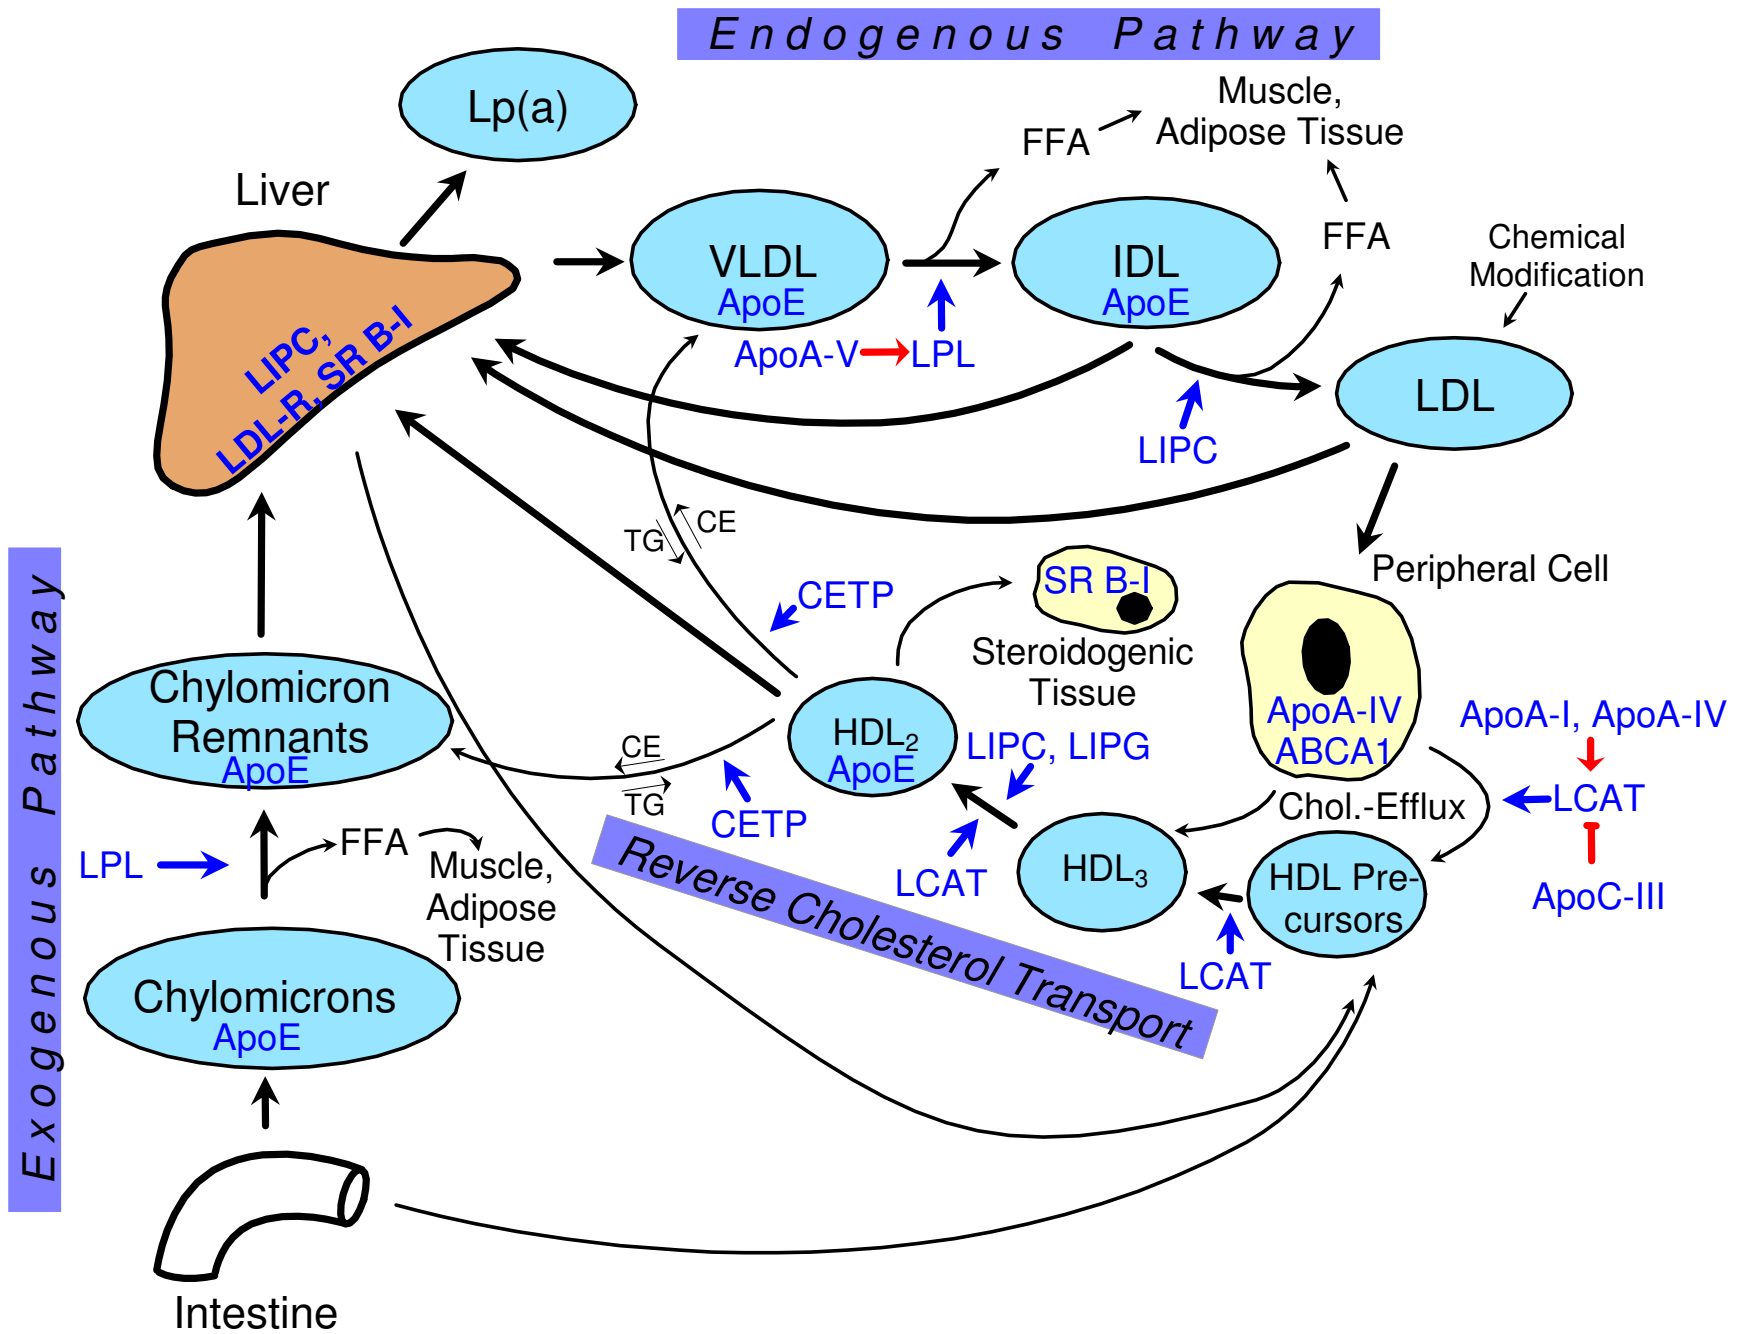 Endogenous Pathway
Lp(a)
Muscle,
Adipose Tissue
FFA
Liver
VLDL
ApoE
IDL
ApoE
FFA
Chemical
Modification
ApoA-V
LPL
LIPC,
LDL-R, SR B-I
LDL
LIPC
TG
CE
Peripheral Cell
CETP
SR B-I
Steroidogenic
Tissue
Exogenous Pathway
Chylomicron
Remnants
ApoE
CE
TG
CETP
HDL2
ApoE
LIPC, LIPG
ApoA-IV
ABCA1
ApoA-I, ApoA-IV
LCAT
Chol.-Efflux
ApoC-III
LPL
FFA
Muscle,
Adipose
Tissue
Reverse Cholesterol Transport
LCAT
HDL3
HDL Pre-
cursors
LCAT
Chylomicrons
ApoE
Intestine